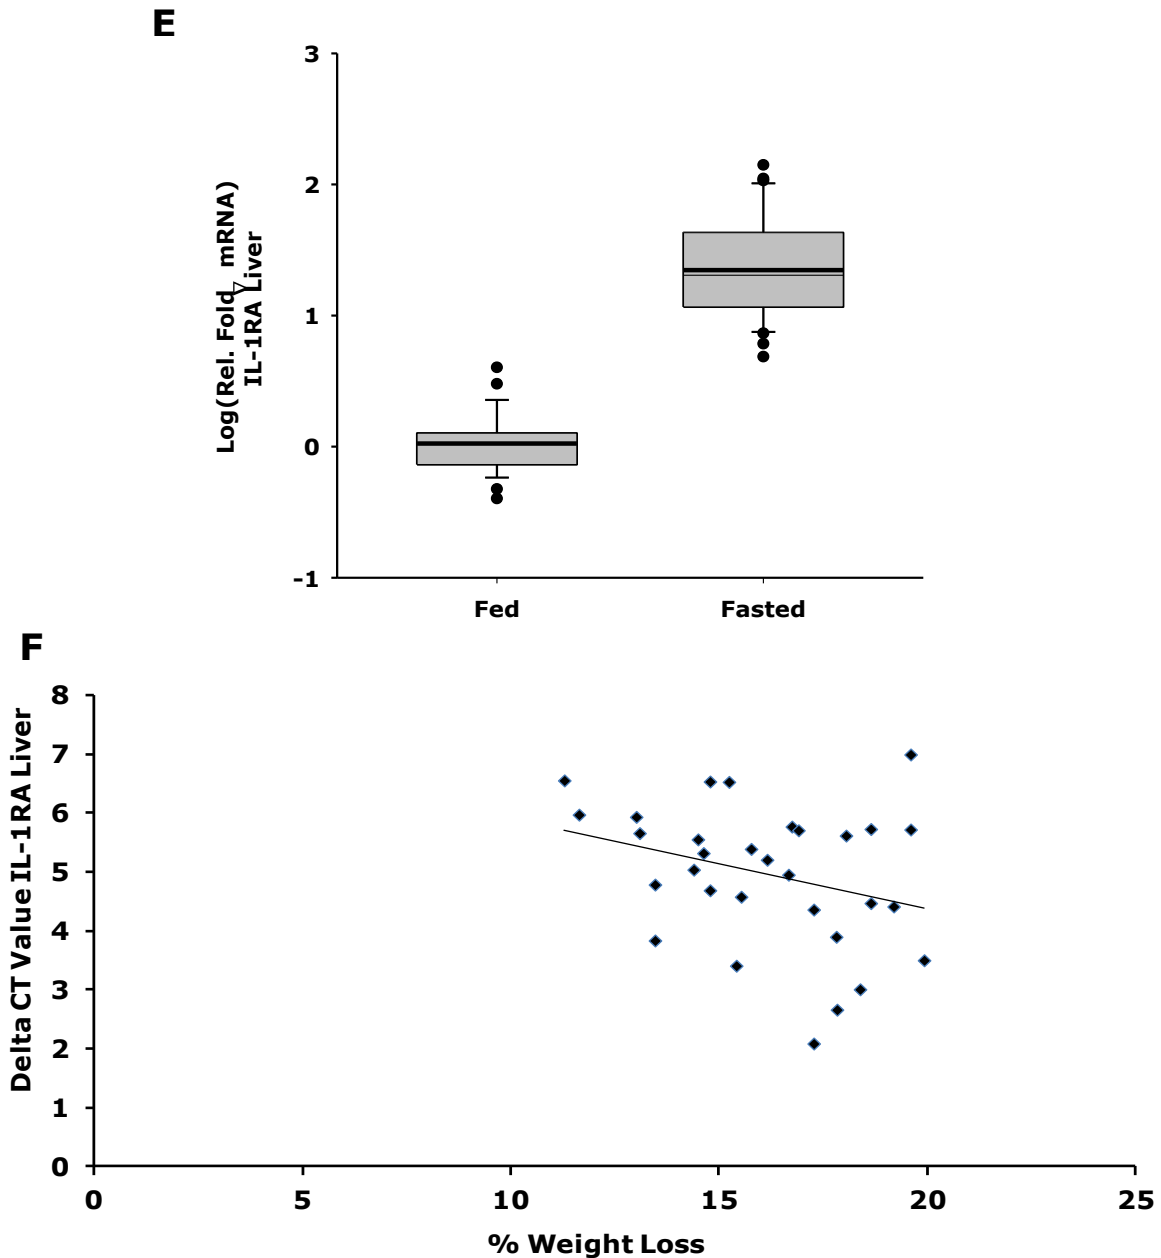 E
3
2
1
0
-1
Log(Rel. Fold ∇ mRNA)
IL-1RA Liver
Fed Fasted
F
8
7
6
5
4
3
2
1
0
Delta CT Value IL-1RA Liver
0 5 10 15 20 25
% Weight Loss